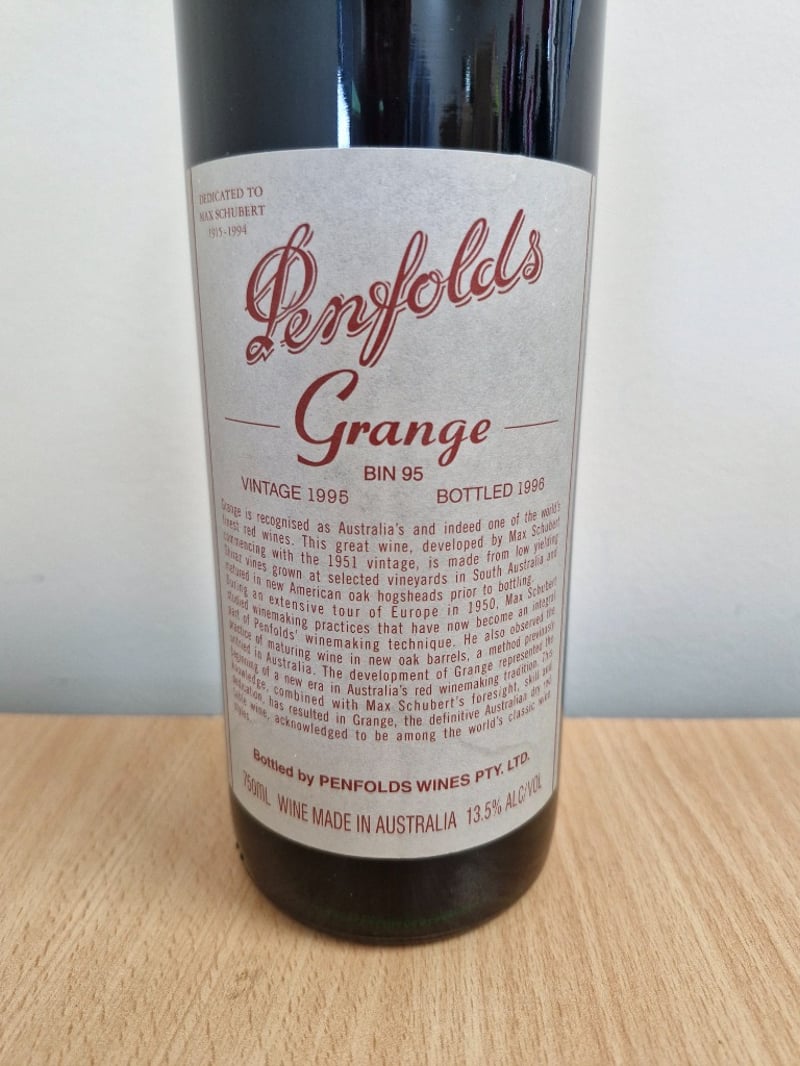 DEDICATED TO
MAX SCHUBERT
1915-1994
Penfolds
Grange
BIN 95
VINTAGE 1995 BOTTLED 1996
Grange is recognised as Australia's and indeed one of the world's
finest red wines. This great wine, developed by Max Schubert
commencing with the 1951 vintage, is made from low yielding
Shiraz vines grown at selected vineyards in South Australia and
matured in new American oak hogsheads prior to bottling.
During an extensive tour of Europe in 1950, Max Schubert
studied winemaking practices that have now become an integral
part of Penfolds' winemaking technique. He also observed the
practice of maturing wine in new oak barrels, a method previously
untried in Australia. The development of Grange represented the
beginning of a new era in Australia's red winemaking tradition. This
knowledge, combined with Max Schubert's foresight, skill and
dedication, has resulted in Grange, the definitive Australian dry red
table wine, acknowledged to be among the world's classic wine
styles.
Bottled by PENFOLDS WINES PTY. LTD.
750ML WINE MADE IN AUSTRALIA 13.5% ALC/VOL